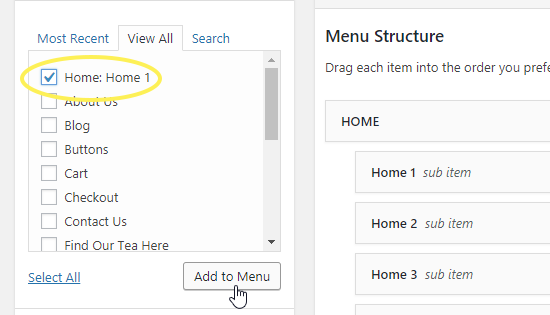 Most Recent View All Search
Home: Home 1
About Us
Blog
Buttons
Cart
Checkout
Contact Us
Find Our Tea Here
Select All Add to Menu
Menu Structure
Drag each item into the order you prefe
HOME
Home 1 sub item
Home 2 sub item
Home 3 sub item